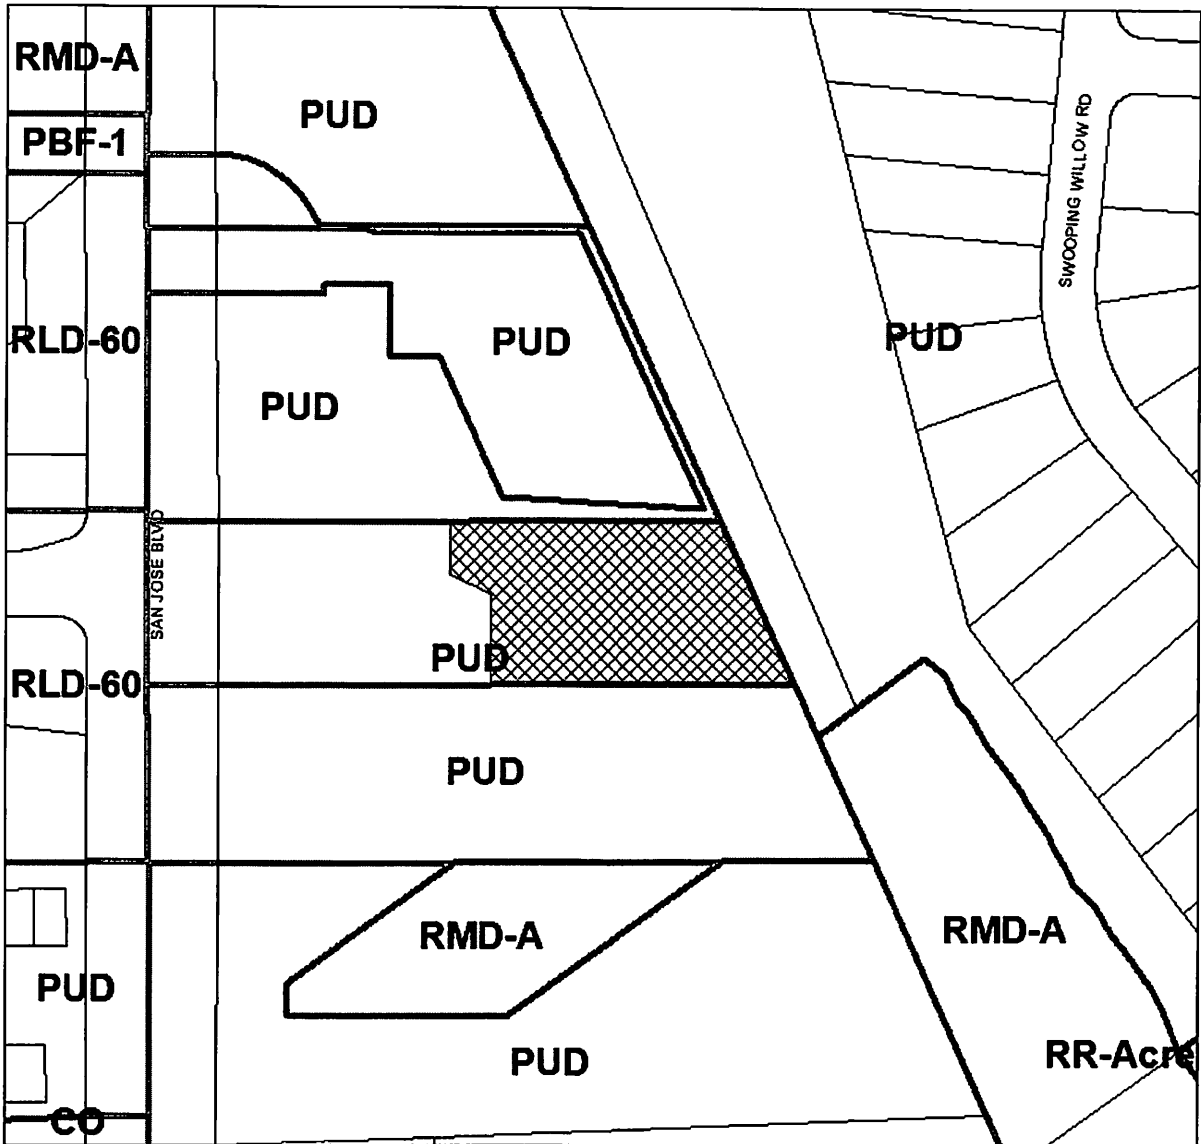 RMD-A
PUD
PBF-1
SWOOPING WILLOW RD
RLD-60
PUD
PUD
PUD
SAN JOSE BLVD
PUD
RLD-60
PUD
RMD-A
RMD-A
PUD
PUD
RR-Acre
CO